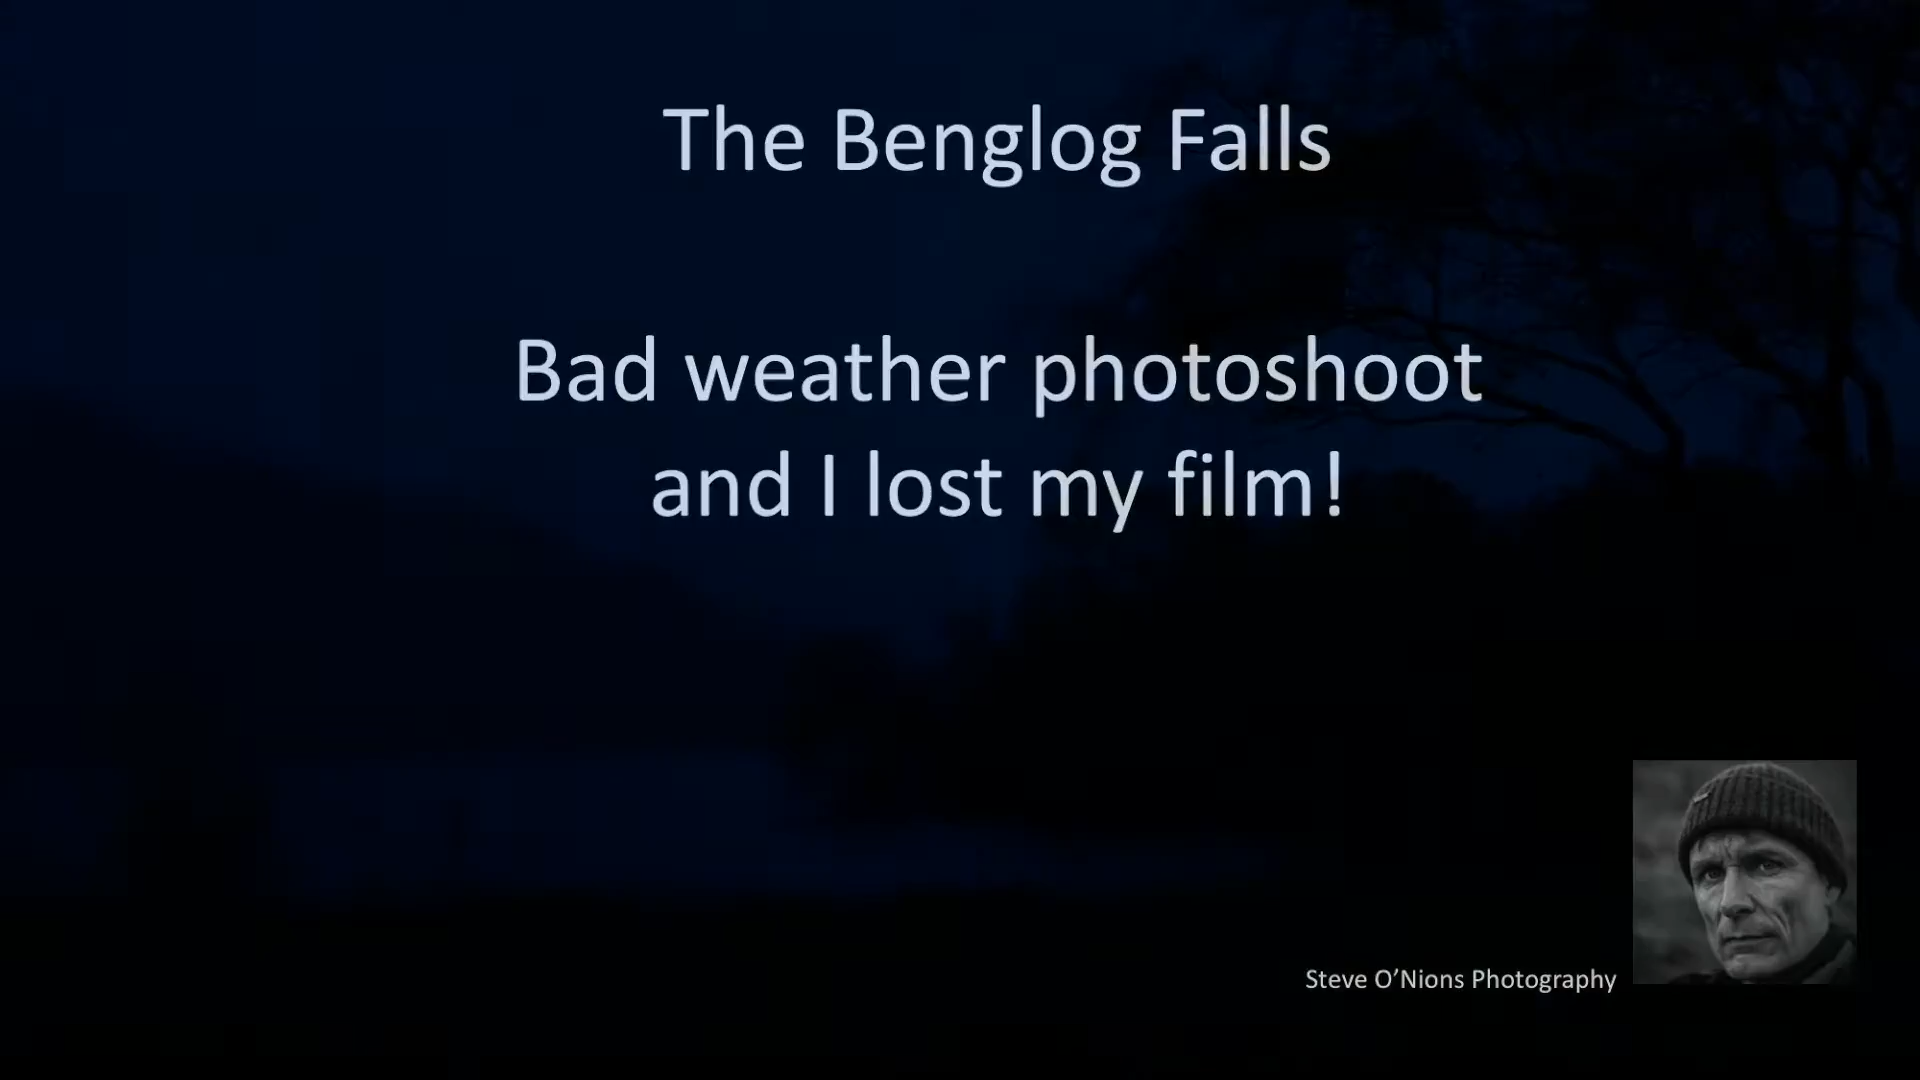 The Benglog Falls
Bad weather photoshoot
and I lost my film!
Steve O’Nions Photography